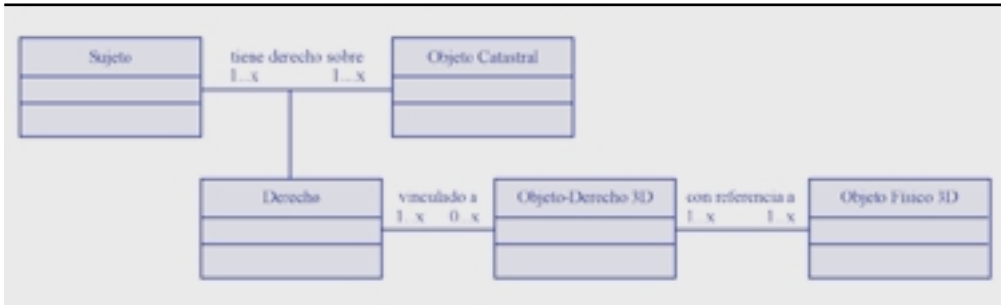 Sujeto
tiene derecho sobre
1..x 1...x
Objeto Catastral
Derecho
vinculado a
1..x 0..x
Objeto-Derecho 3D
con referencia a
1..x 1..x
Objeto Físico 3D